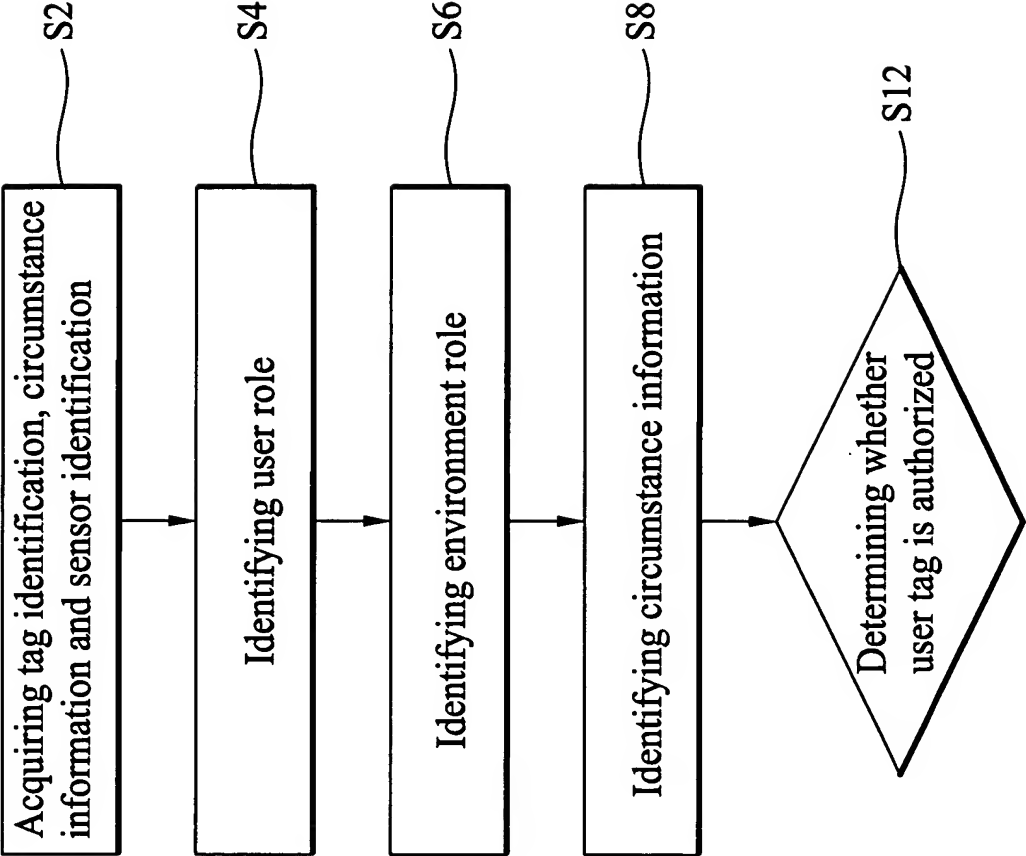 Acquiring tag identification, circumstance
information and sensor identification
S2
Identifying user role
S4
Identifying environment role
S6
Identifying circumstance information
S8
Determining whether
user tag is authorized
S12